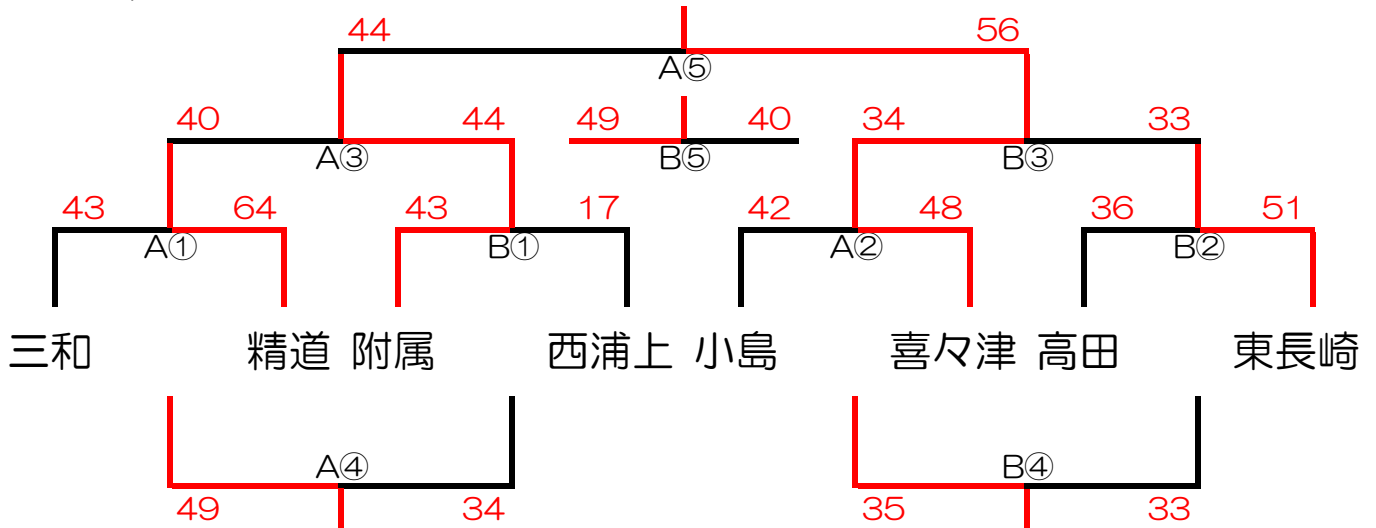 44 56
A⑤
40 44 49 40 34 33
A③ B⑤ B③
43 64 43 17 42 48 36 51
A① B① A② B②
三和 精道 附属 西浦上 小島 喜々津 高田 東長崎
A④ B④
49 34 35 33